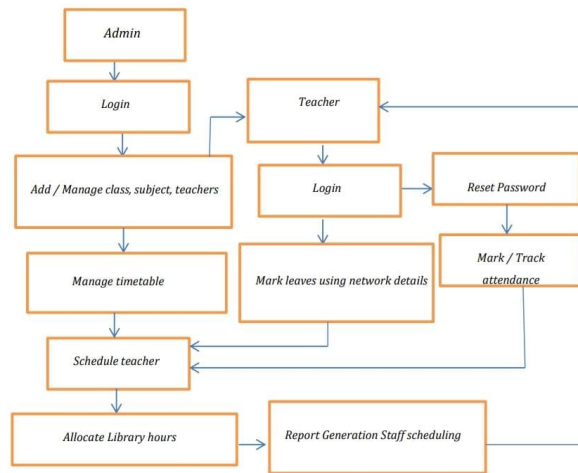 Admin
Login
Teacher
Add / Manage class, subject, teachers
Login
Reset Password
Manage timetable
Mark leaves using network details
Mark / Track
attendance
Schedule teacher
Allocate Library hours
Report Generation Staff scheduling